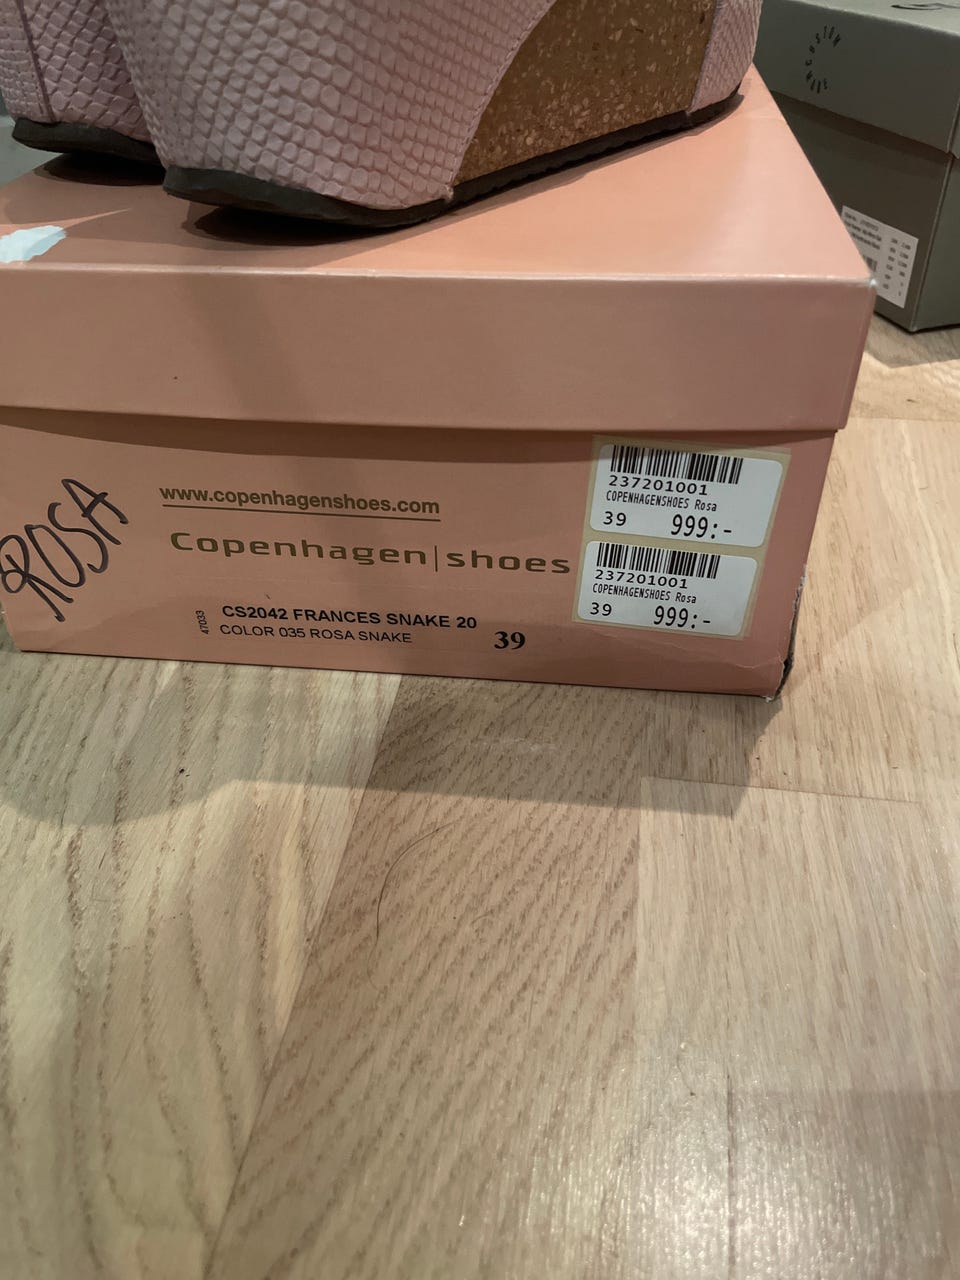 ROSA
www.copenhagenshoes.com
Copenhagen|shoes
47033
CS2042 FRANCES SNAKE 20
COLOR 035 ROSA SNAKE
39
237201001
COPENHAGENSHOES Rosa
39 999:-
237201001
COPENHAGENSHOES Rosa
39 999:-